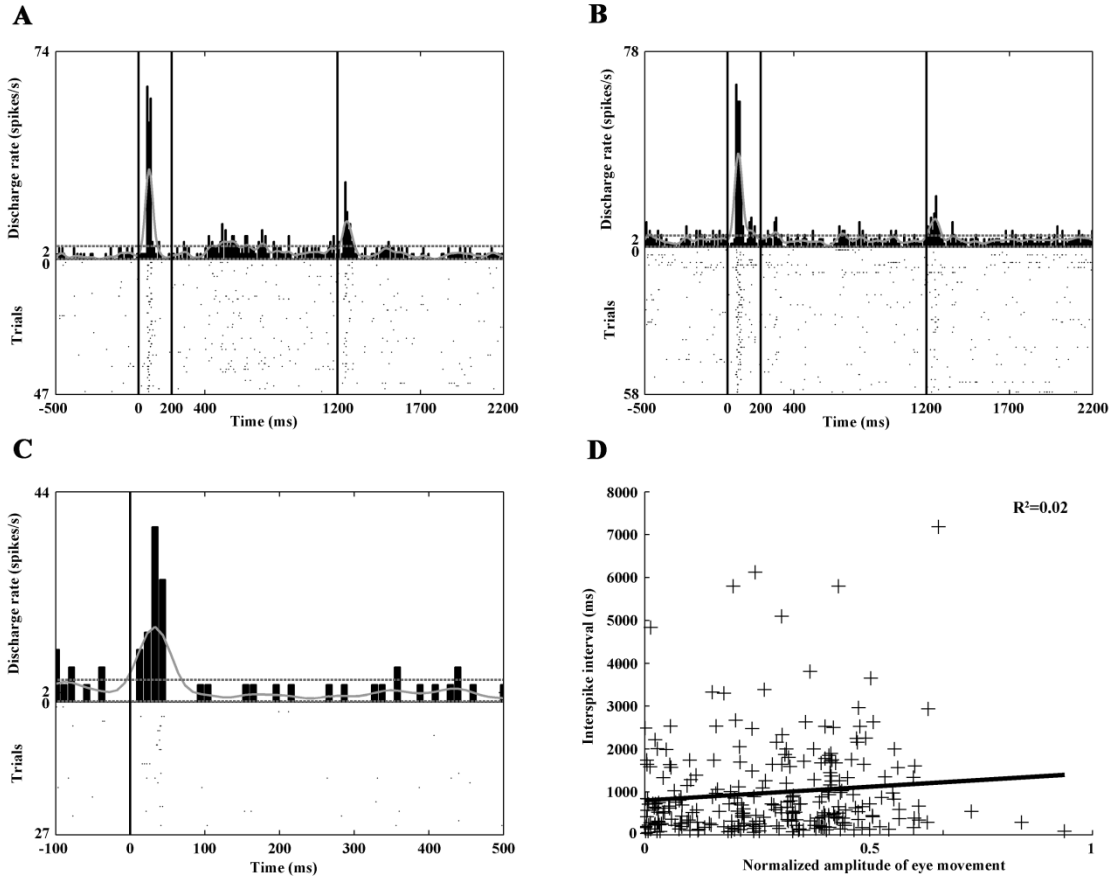 A
74
Discharge rate (spikes/s)
2
0
Trials
47
-500 0 200 400 1200 1700 2200
Time (ms)
B
78
Discharge rate (spikes/s)
2
0
Trials
58
-500 0 200 400 1200 1700 2200
Time (ms)
C
44
Discharge rate (spikes/s)
2
0
Trials
27
-100 0 100 200 300 400 500
Time (ms)
D
R²=0.02
8000
7000
6000
5000
4000
3000
2000
1000
0
Interspike interval (ms)
0 0.5 1
Normalized amplitude of eye movement